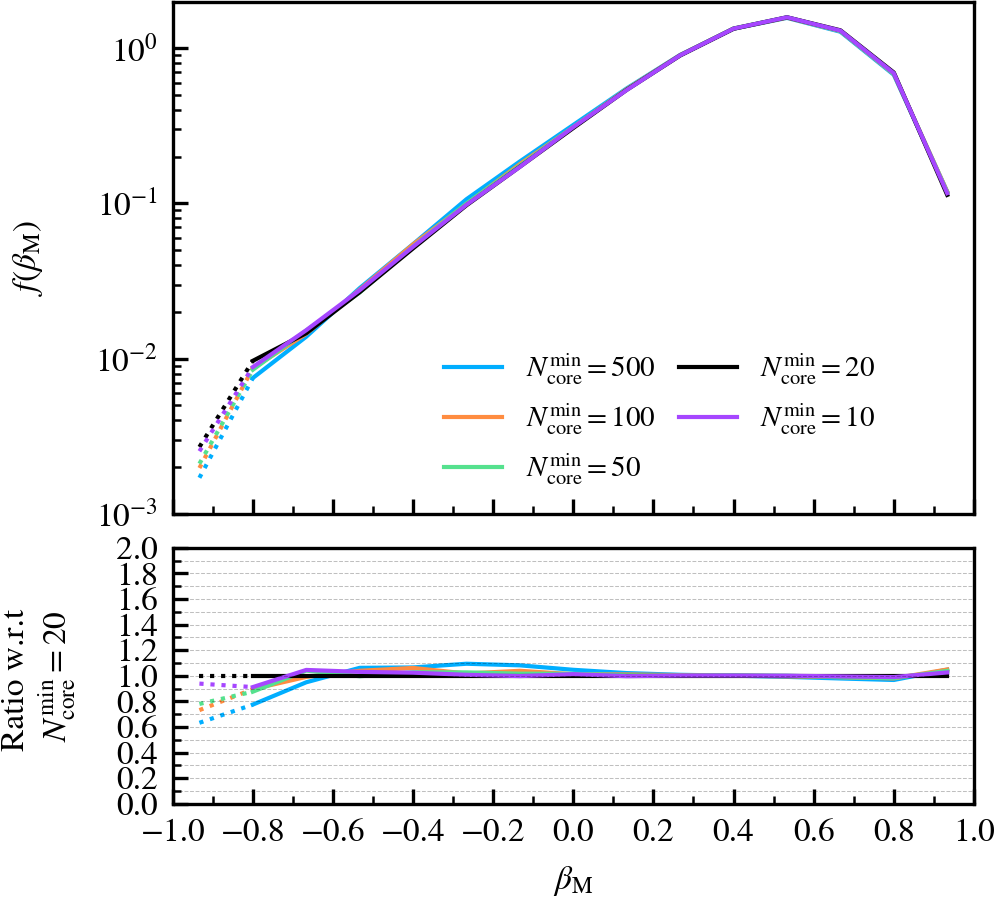 10⁰
10⁻¹
10⁻²
10⁻³
f(β_M)
N_core^min = 500
N_core^min = 100
N_core^min = 50
N_core^min = 20
N_core^min = 10
2.0
1.8
1.6
1.4
1.2
1.0
0.8
0.6
0.4
0.2
0.0
Ratio w.r.t
N_core^min = 20
−1.0 −0.8 −0.6 −0.4 −0.2 0.0 0.2 0.4 0.6 0.8 1.0
β_M